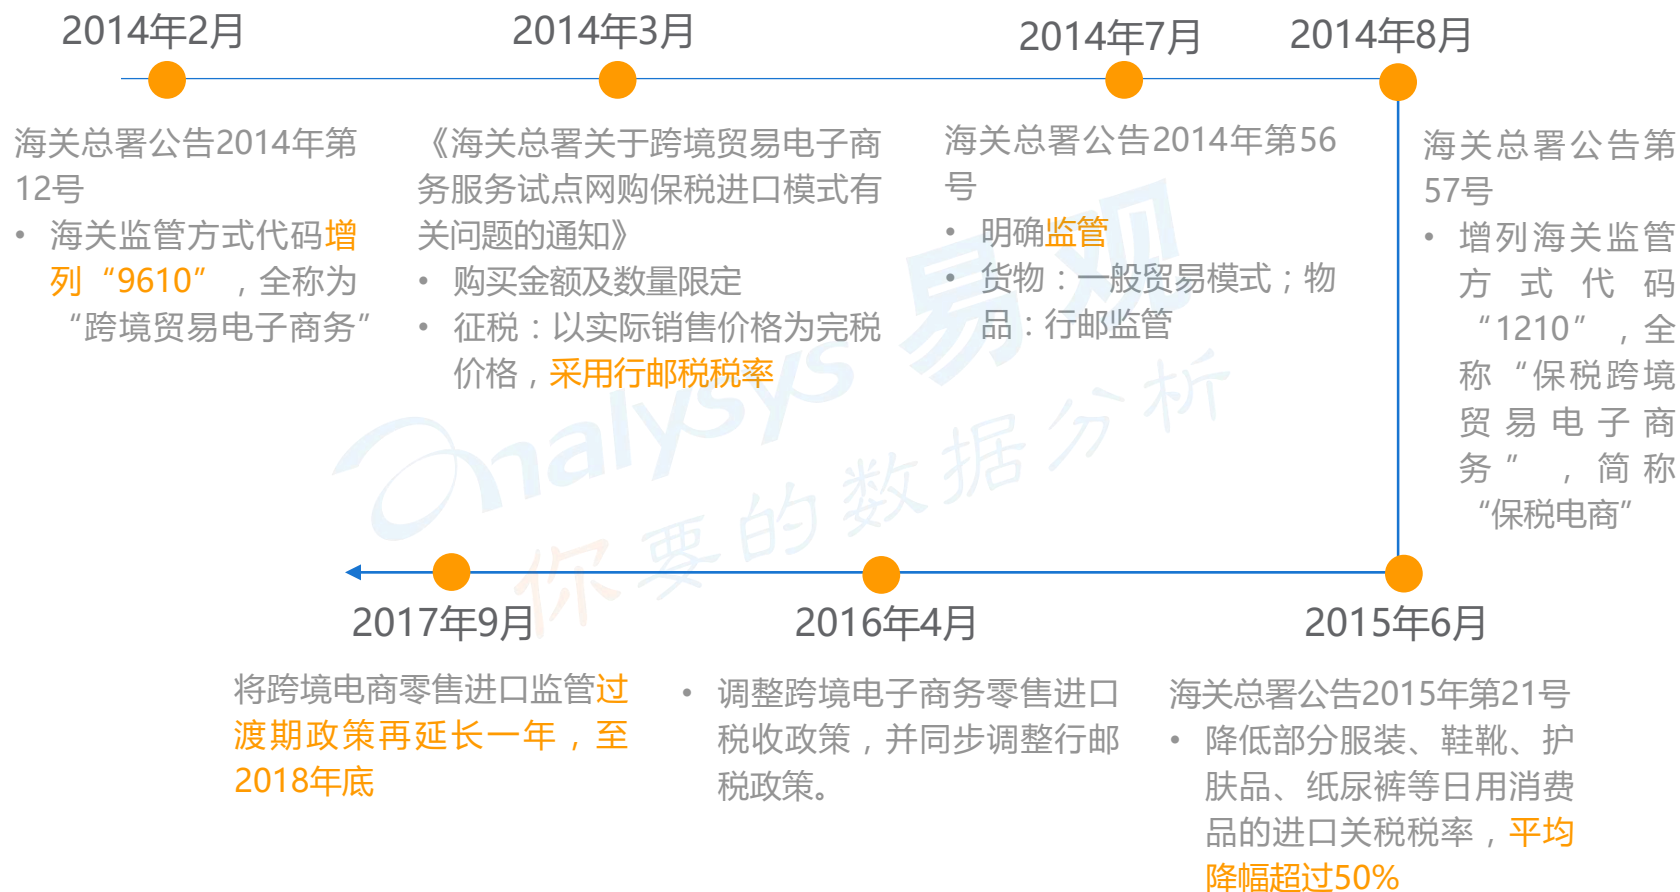 2014年2月
海关总署公告2014年第
12号
• 海关监管方式代码增
列“9610”，全称为
“跨境贸易电子商务”
2014年3月
《海关总署关于跨境贸易电子商
务服务试点网购保税进口模式有
关问题的通知》
• 购买金额及数量限定
• 征税：以实际销售价格为完税
价格，采用行邮税税率
2014年7月
海关总署公告2014年第56
号
• 明确监管
• 货物：一般贸易模式；物
品：行邮监管
2014年8月
海关总署公告第
57号
• 增列海关监管
方式代码
“1210”，全
称“保税跨境
贸易电子商
务”，简称
“保税电商”
2015年6月
海关总署公告2015年第21号
• 降低部分服装、鞋靴、护
肤品、纸尿裤等日用消费
品的进口关税税率，平均
降幅超过50%
2016年4月
• 调整跨境电子商务零售进口
税收政策，并同步调整行邮
税政策。
2017年9月
将跨境电商零售进口监管过
渡期政策再延长一年，至
2018年底
analysys 易观
你要的数据分析